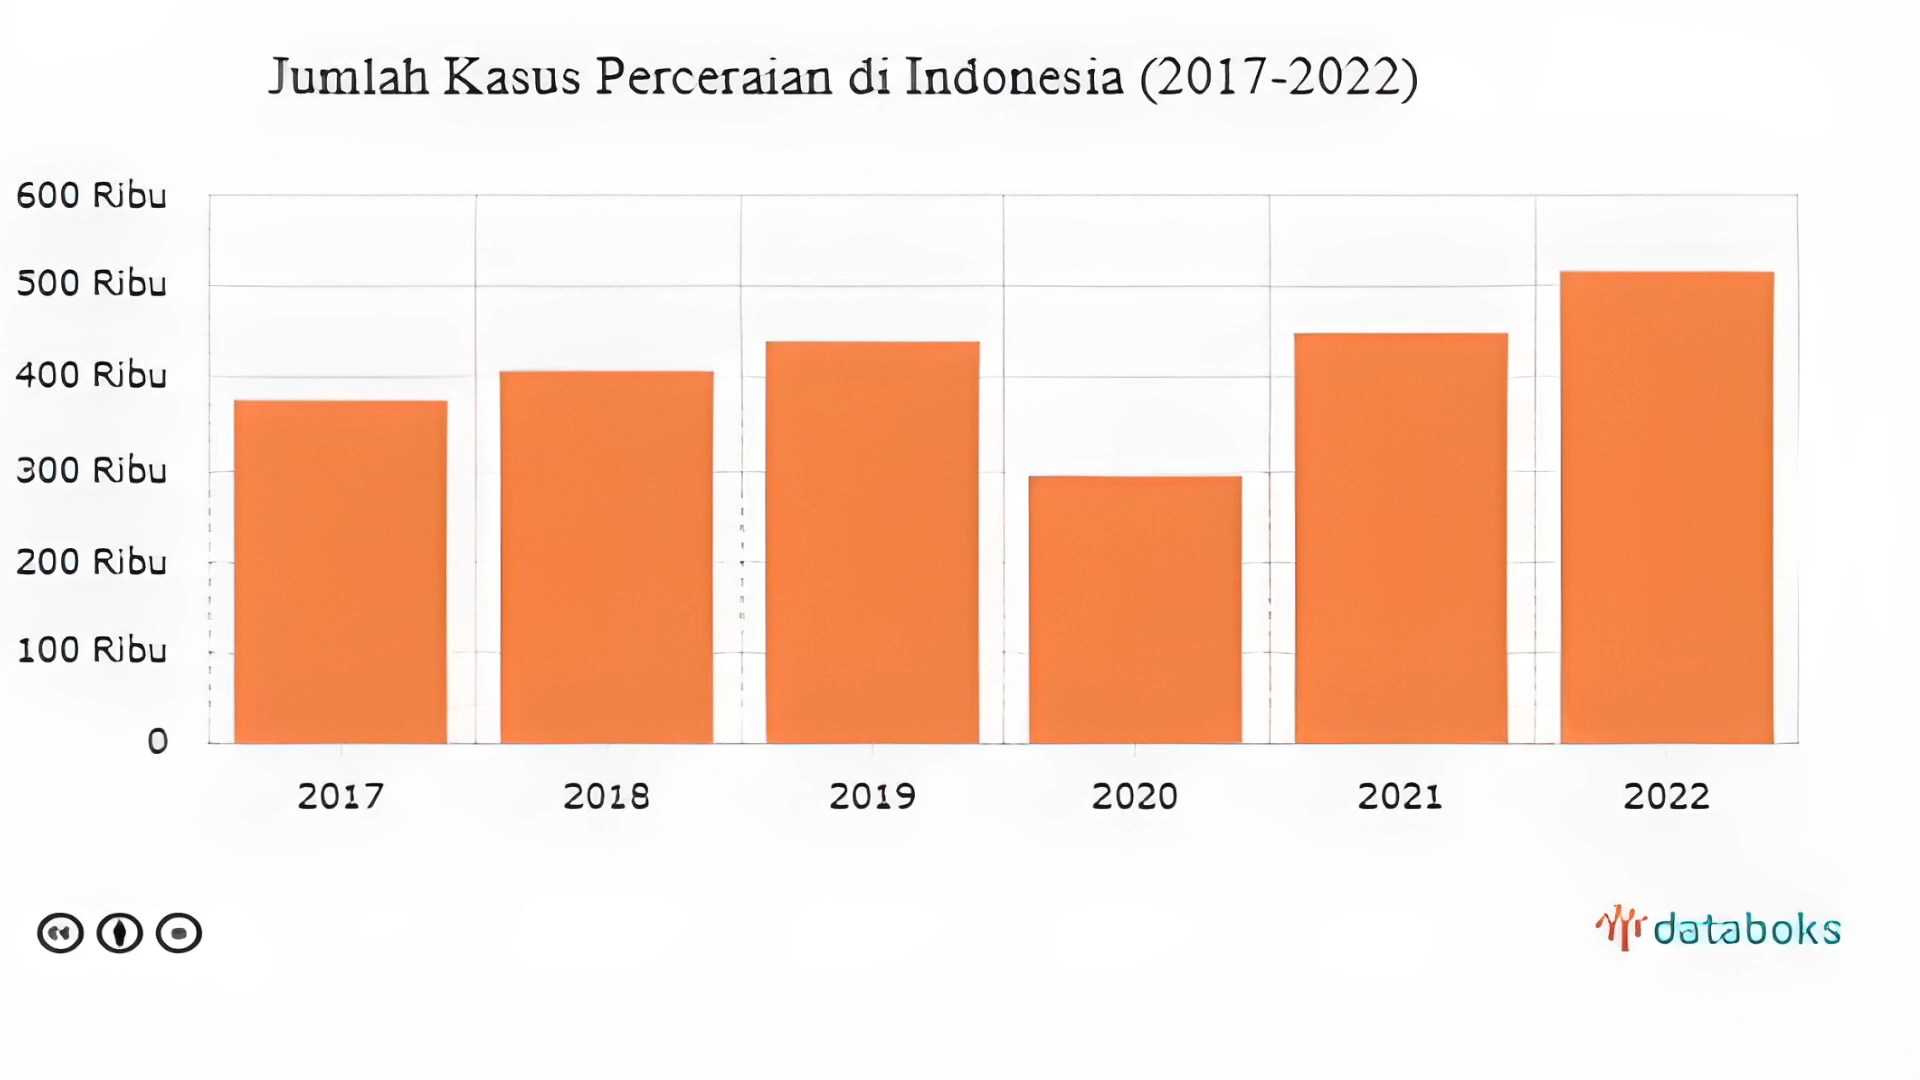 Jumlah Kasus Perceraian di Indonesia (2017-2022)
600 Ribu
500 Ribu
400 Ribu
300 Ribu
200 Ribu
100 Ribu
0
2017 2018 2019 2020 2021 2022
databoks